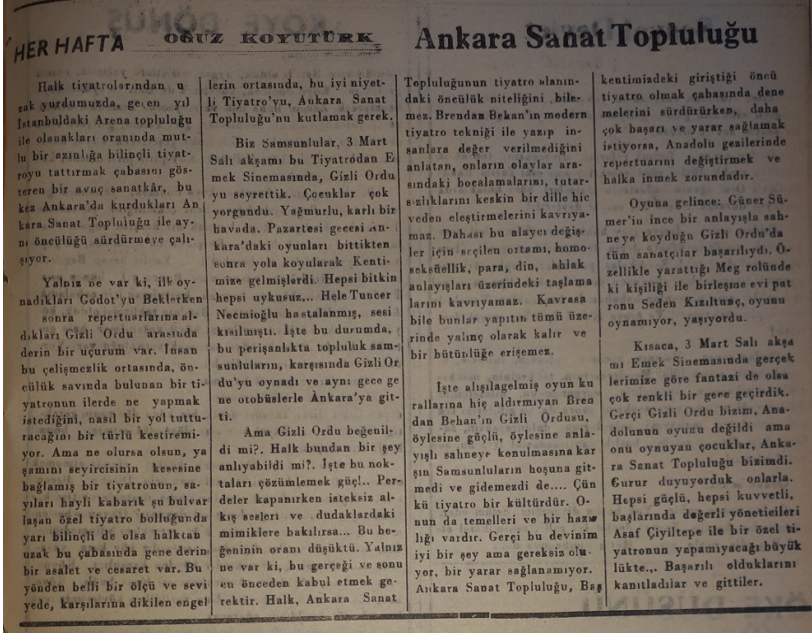 HER HAFTA
OĞUZ KOYUTÜRK
Ankara Sanat Topluluğu
Halk tiyatrolarından u
zak yurdumuzda, geçen yıl
İstanbuldaki Arena topluluğu
ile olanakları oranında mut-
lu bir azınlığa bilinçli tiyat-
royu tattırmak çabasını gös-
teren bir avuç sanatkâr, bu
kez Ankara'da kurdukları An
kara Sanat Topluluğu ile ay-
nı öncülüğü sürdürmeye çalı-
şıyor.
Yalnız ne var ki, ilk oy-
nadıkları Godot'yu Beklerken
sonra repertuarlarına al-
dıkları Gizli Ordu arasında
derin bir uçurum var. İnsan
bu çelişmezlik ortasında, ön-
cülük savında bulunan bir ti-
yatronun ilerde ne yapmak
istediğini, nasıl bir yol tuttu-
racağını bir türlü kestiremi-
yor. Ama ne olursa olsun, ya
şamını seyircisinin kesesine
bağlamış bir tiyatronun, sa-
yıları hayli kabarık şu bulvar
laşan özel tiyatro bolluğunda
yarı bilinçli de olsa halktan
uzak bu çabasında gene derin
bir asalet ve cesaret var. Bu
yönden belli bir ölçü ve sevi
yede, karşılarına dikilen engel
lerin ortasında, bu iyi niyet-
li Tiyatro'yu, Ankara Sanat
Topluluğu'nu kutlamak gerek.
Biz Samsunlular, 3 Mart
Salı akşamı bu Tiyatrodan E
mek Sinemasında, Gizli Ordu
yu seyrettik. Çocuklar çok
yorgundu. Yağmurlu, karlı bir
havada. Pazartesi gecesi An-
kara'daki oyunları bittikten
sonra yola koyularak Kenti-
mize gelmişlerdi. Hepsi bitkin
hepsi uykusuz... Hele Tuncer
Necmioğlu hastalanmış, sesi
kısılmıştı. İşte bu durumda,
bu perişanlıkta topluluk sam-
sunluların, karşısında Gizli Or
du'yu oynadı ve aynı gece ge
ne otobüslerle Ankara'ya git-
ti.
Ama Gizli Ordu beğenil-
di mi?. Halk bundan bir şey
anlıyabildi mi?. İşte bu nok-
taları çözümlemek güç!.. Per-
deler kapanırken isteksiz al-
kış sesleri ve dudaklardaki
mimiklere bakılırsa... Bu be-
ğeninin oranı düşüktü. Yalnız
ne var ki, bu gerçeği ve sonu
en önceden kabul etmek ge-
rektir. Halk, Ankara Sanat
Topluluğunun tiyatro alanın-
daki öncülük niteliğini bile-
mez. Brendan Behan'ın modern
tiyatro tekniği ile yazıp in-
sanlara değer verilmediğini
anlatan, onların olaylar ara-
sındaki bocalamalarını, tutar-
sızlıklarını keskin bir dille hic
veden eleştirmelerini kavrıya-
maz. Dahası bu alaycı değiş-
ler için seçilen ortamı, homo-
seksüellik, para, din, ahlak
anlayışları üzerindeki taşlama
larını kavrıyamaz. Kavrasa
bile bunlar yapıtın tümü üze-
rinde yalınç olarak kalır ve
bir bütünlüğe erişemez.
İşte alışılagelmiş oyun ku
rallarına hiç aldırmıyan Bren
dan Behan'ın Gizli Ordusu,
öylesine güçlü, öylesine anla-
yışlı sahneye konulmasına kar
şın Samsunluların hoşuna git-
medi ve gidemezdi de.... Çün
kü tiyatro bir kültürdür. O-
nun da temelleri ve bir hazır
lığı vardır. Gerçi bu devinim
iyi bir şey ama gereksiz olu-
yor, bir yarar sağlanamıyor.
Ankara Sanat Topluluğu, Baş
kentimizdeki giriştiği öncü
tiyatro olmak çabasında dene
melerini sürdürürken, daha
çok başarı ve yarar sağlamak
istiyorsa, Anadolu gezilerinde
repertuarını değiştirmek ve
halka inmek zorundadır.
Oyuna gelince: Güner Sü-
mer'in ince bir anlayışla sah-
neye koyduğu Gizli Ordu'da
tüm sanatçılar başarılıydı. Ö-
zellikle yarattığı Meg rolünde
ki kişiliği ile birleşme evi pat
ronu Seden Kızıltunç, oyunu
oynamıyor, yaşıyordu.
Kısaca, 3 Mart Salı akşa
mı Emek Sinemasında gerçek
lerimize göre fantazi de olsa
çok renkli bir gece geçirdik.
Gerçi Gizli Ordu bizim, Ana-
dolunun oyunu değildi ama
onu oynuyan çocuklar, Anka-
ra Sanat Topluluğu bizimdi.
Gurur duyuyorduk onlarla.
Hepsi güçlü, hepsi kuvvetli,
başlarında değerli yöneticileri
Asaf Çiyiltepe ile bir özel ti-
yatronun yapamıyacağı büyük
lükte.,. Başarılı olduklarını
kanıtladılar ve gittiler.